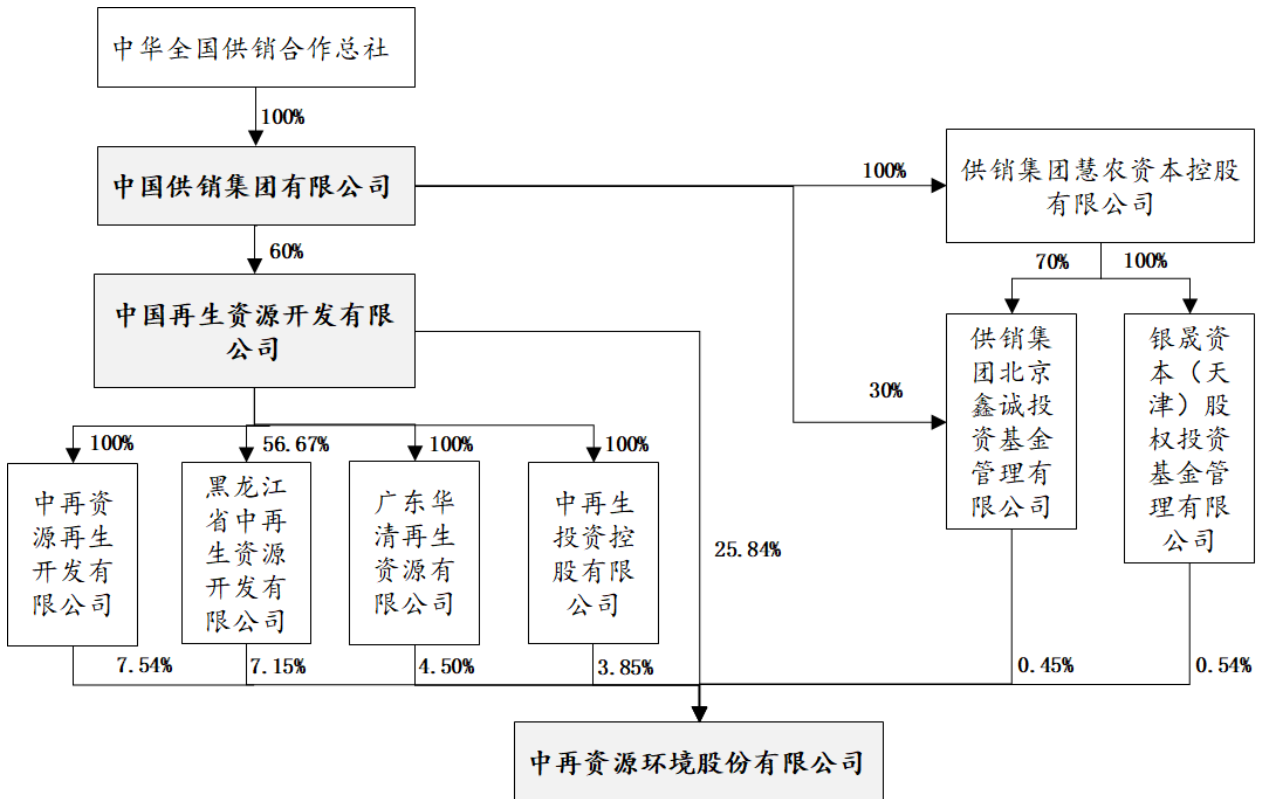 中华全国供销合作总社
100%
中国供销集团有限公司
100%
供销集团慧农资本控股
有限公司
60%
70%
100%
中国再生资源开发有限
公司
30%
供销集
团北京
鑫诚投
资基金
管理有
限公司
银晟资
本（天
津）股
权投资
基金管
理有限
公司
100%
56.67%
100%
100%
中再资
源再生
开发有
限公司
黑龙江
省中再
生资源
开发有
限公司
广东华
清再生
资源有
限公司
中再生
投资控
股有限
公司
25.84%
7.54%
7.15%
4.50%
3.85%
0.45%
0.54%
中再资源环境股份有限公司